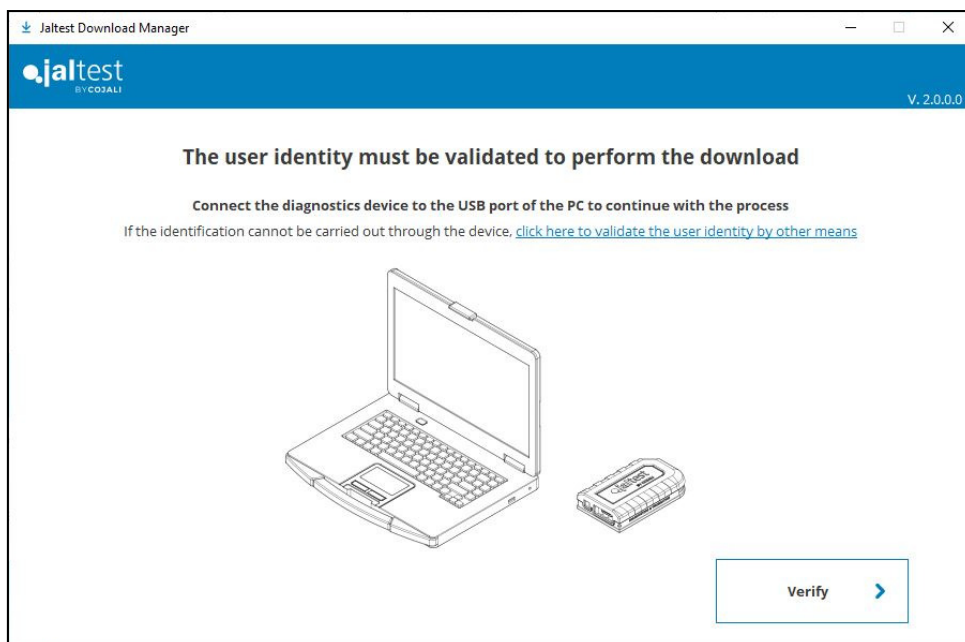 Jaltest Download Manager
jaltest
BY COJALI
V. 2.0.0.0
The user identity must be validated to perform the download
Connect the diagnostics device to the USB port of the PC to continue with the process
If the identification cannot be carried out through the device, click here to validate the user identity by other means
jaltest
Verify